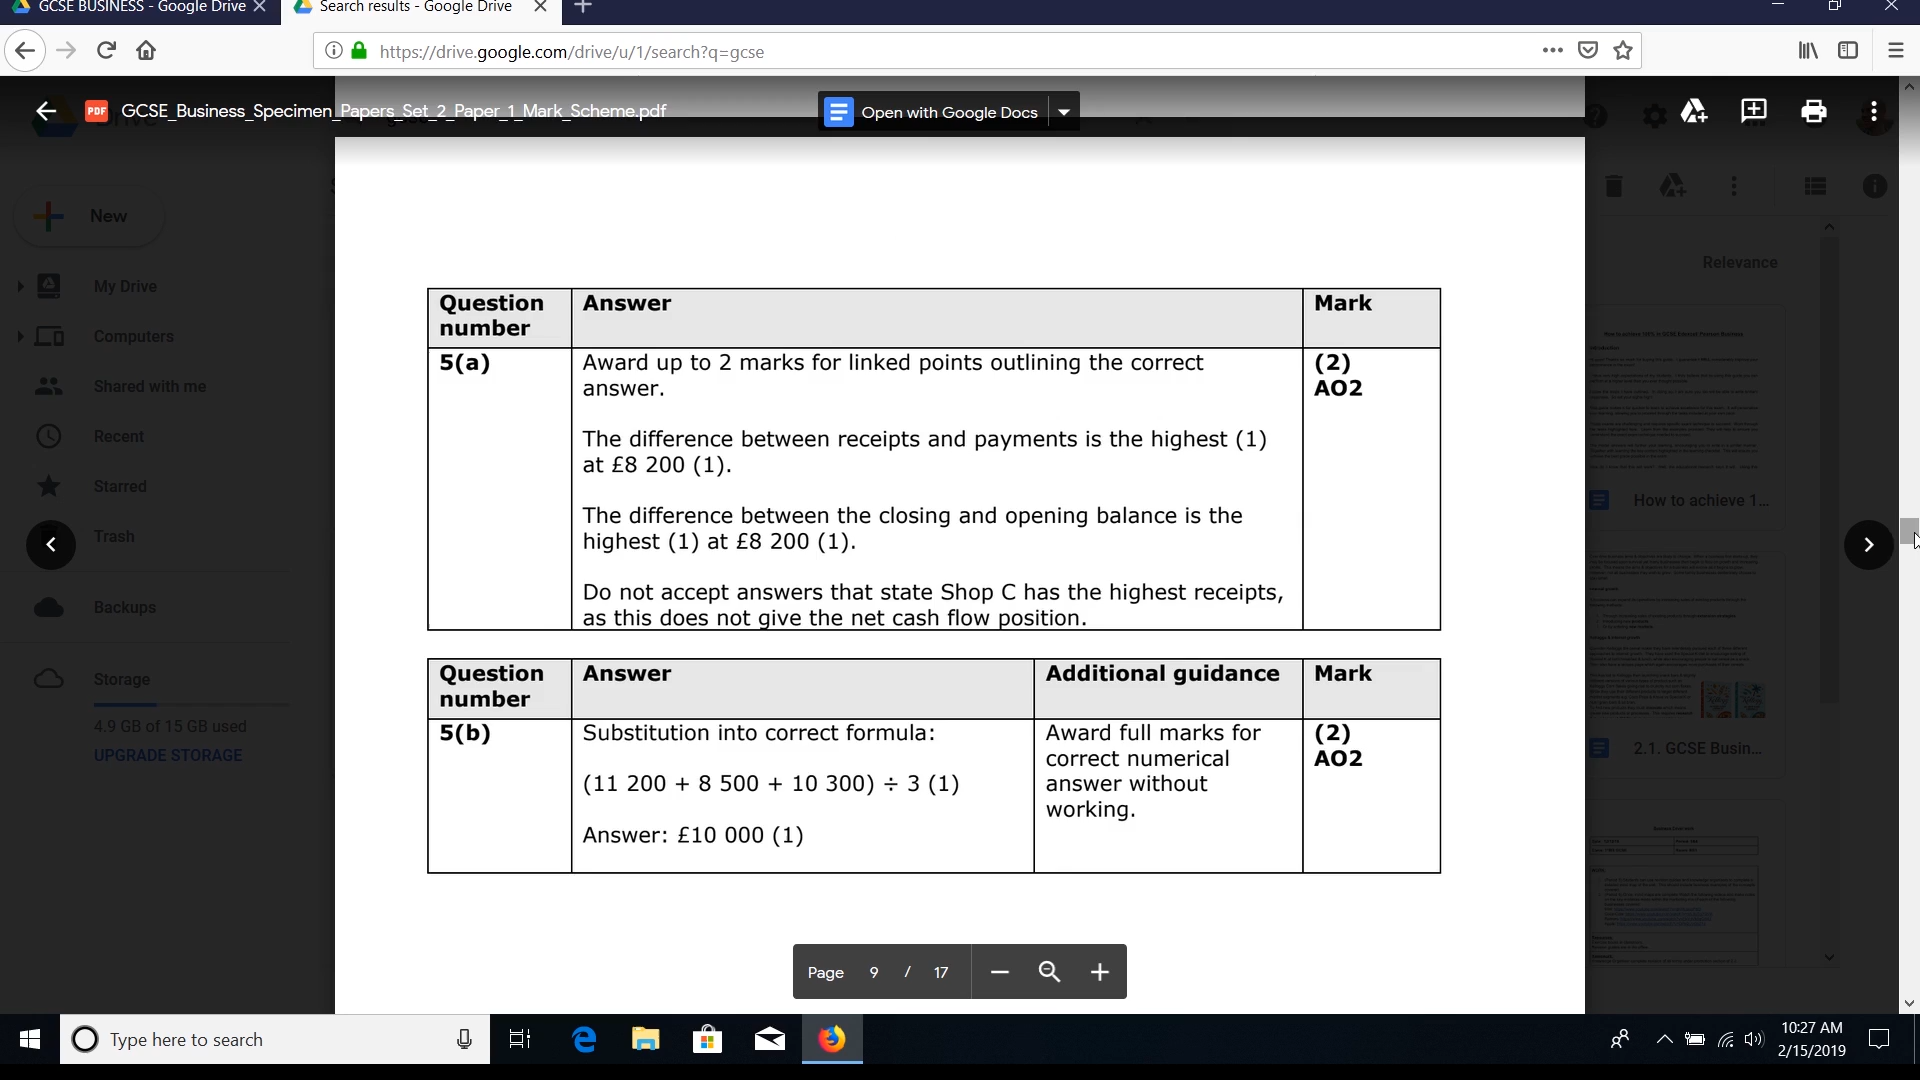 GCSE BUSINESS - Google Drive
Search results - Google Drive
https://drive.google.com/drive/u/1/search?q=gcse
PDF
GCSE_Business_Specimen_Papers_Set_2_Paper_1_Mark_Scheme.pdf
Open with Google Docs
New
My Drive
Computers
Shared with me
Recent
Starred
Trash
Backups
Storage
4.9 GB of 15 GB used
UPGRADE STORAGE
Question number
Answer
Mark
5(a)
Award up to 2 marks for linked points outlining the correct
answer.
The difference between receipts and payments is the highest (1)
at £8 200 (1).
The difference between the closing and opening balance is the
highest (1) at £8 200 (1).
Do not accept answers that state Shop C has the highest receipts,
as this does not give the net cash flow position.
(2)
AO2
Question number
Answer
Additional guidance
Mark
5(b)
Substitution into correct formula:
(11 200 + 8 500 + 10 300) ÷ 3 (1)
Answer: £10 000 (1)
Award full marks for
correct numerical
answer without
working.
(2)
AO2
Relevance
How to achieve 1...
2.1. GCSE Busin...
Page 9 / 17
Type here to search
10:27 AM
2/15/2019